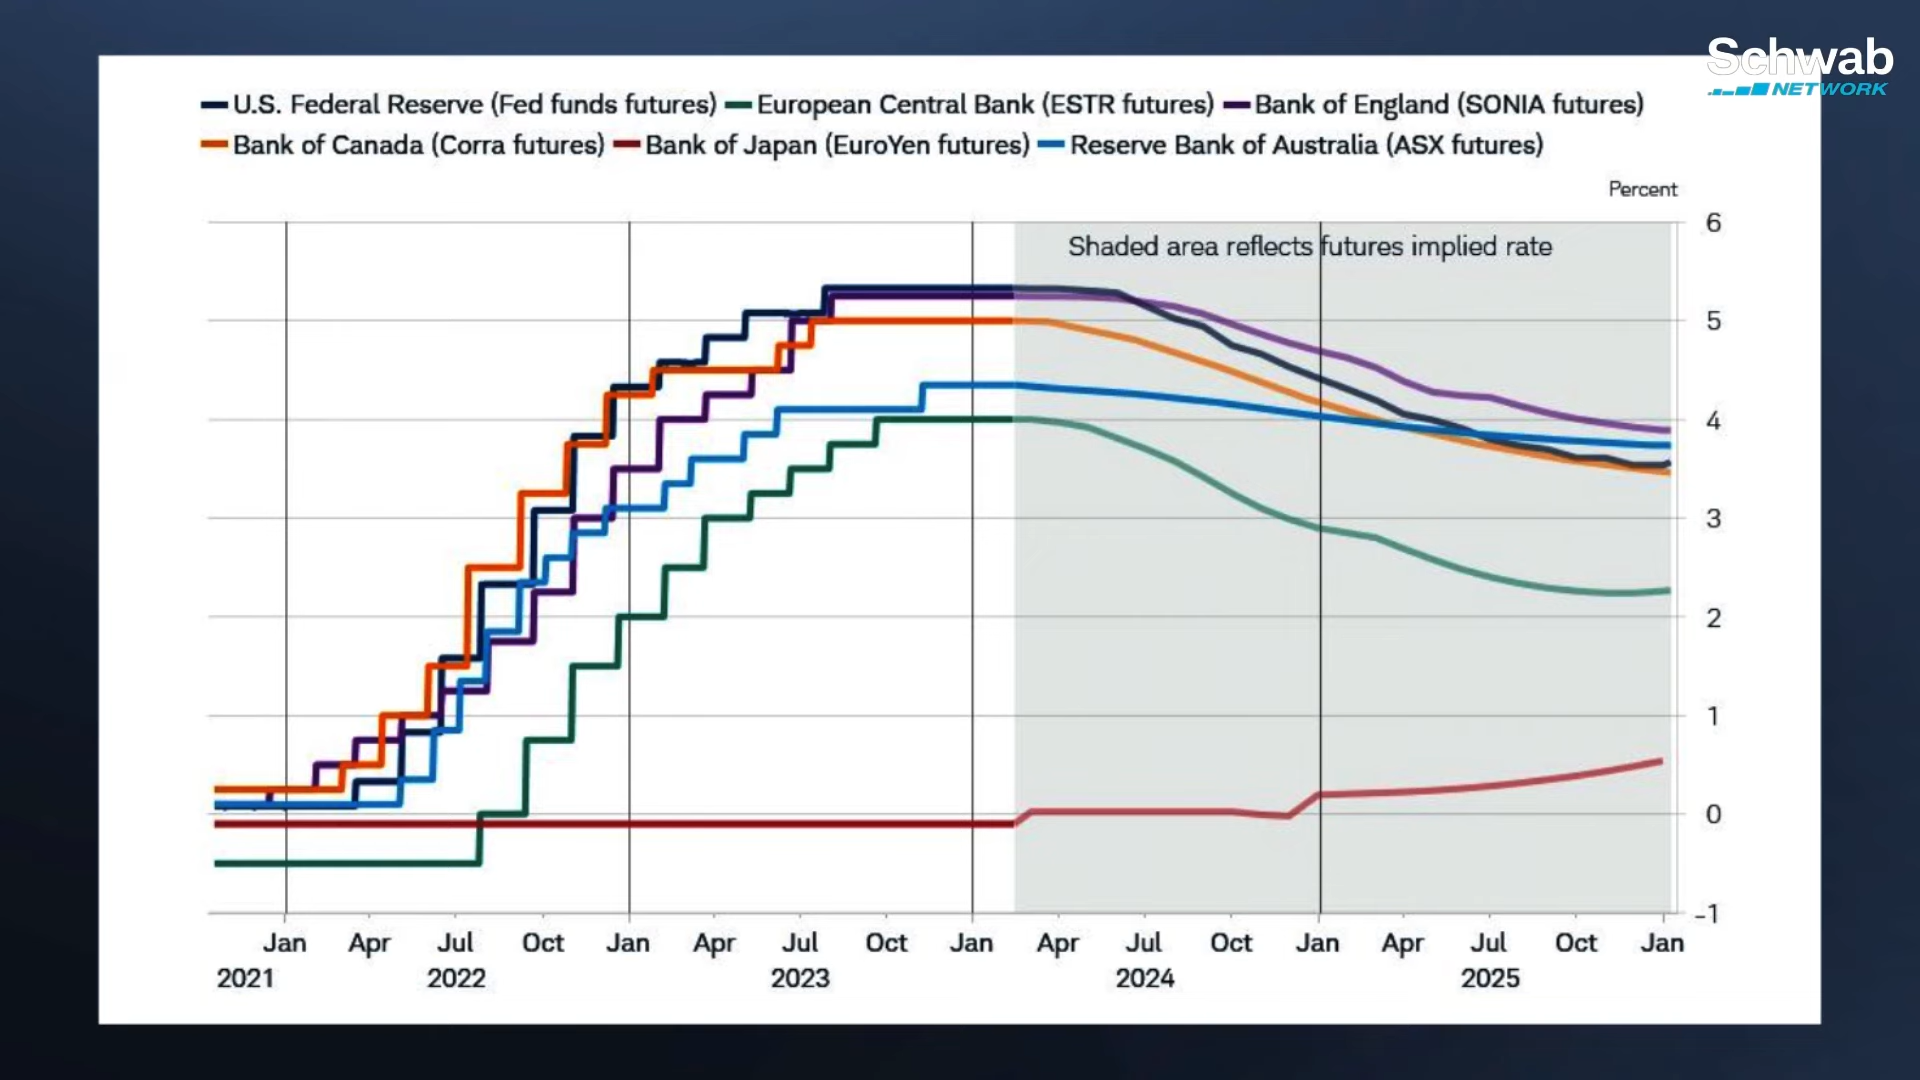 Schwab
NETWORK
U.S. Federal Reserve (Fed funds futures) European Central Bank (ESTR futures) Bank of England (SONIA futures)
Bank of Canada (Corra futures) Bank of Japan (EuroYen futures) Reserve Bank of Australia (ASX futures)
Percent
Shaded area reflects futures implied rate
6
5
4
3
2
1
0
-1
Jan Apr Jul Oct Jan Apr Jul Oct Jan Apr Jul Oct Jan Apr Jul Oct Jan
2021 2022 2023 2024 2025